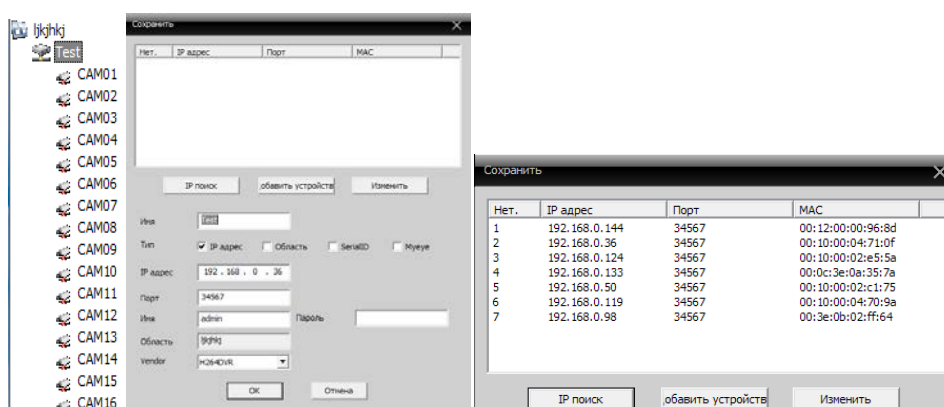 ljkjhkj
Test
CAM01
CAM02
CAM03
CAM04
CAM05
CAM06
CAM07
CAM08
CAM09
CAM10
CAM11
CAM12
CAM13
CAM14
CAM15
CAM16
Сохранить
Нет. IP адрес Порт MAC
IP поиск обавить устройств Изменить
Имя Test
Тип IP адрес Область SerialID Myeye
IP адрес 192 . 168 . 0 . 36
Порт 34567
Имя admin Пароль
Область ljkjhkj
Vendor H264DVR
OK Отмена
Сохранить
Нет. IP адрес Порт MAC
1 192.168.0.144 34567 00:12:00:00:96:8d
2 192.168.0.36 34567 00:10:00:04:71:0f
3 192.168.0.124 34567 00:10:00:02:e5:5a
4 192.168.0.133 34567 00:0c:3e:0a:35:7a
5 192.168.0.50 34567 00:10:00:02:c1:75
6 192.168.0.119 34567 00:10:00:04:70:9a
7 192.168.0.98 34567 00:3e:0b:02:ff:64
IP поиск обавить устройств Изменить